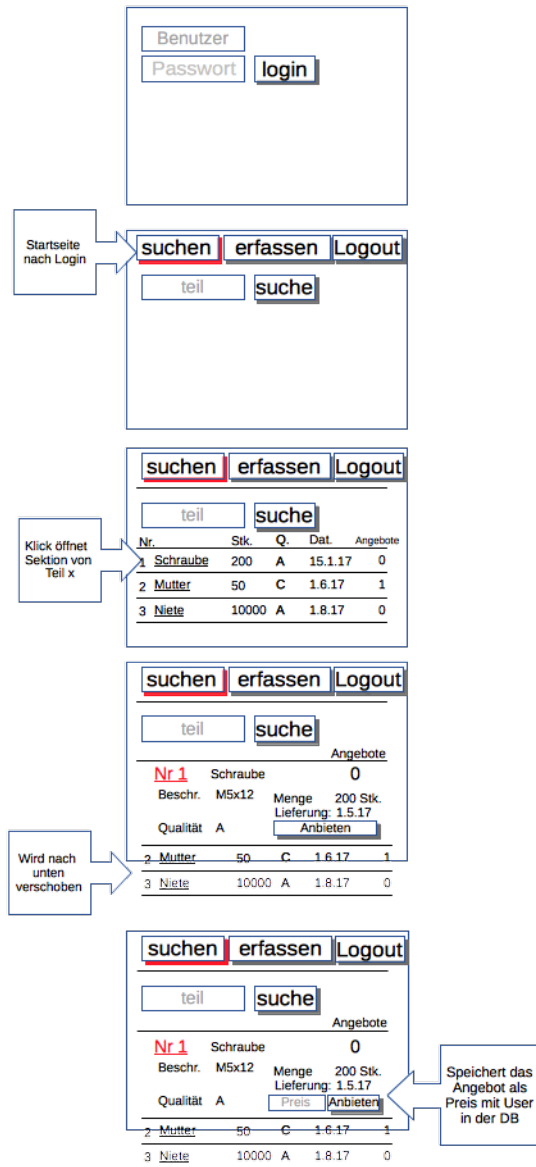 Benutzer
Passwort login
Startseite
nach Login
suchen erfassen Logout
teil suche
suchen erfassen Logout
teil suche
Klick öffnet
Sektion von
Teil x
Nr. Stk. Q. Dat. Angebote
1 Schraube 200 A 15.1.17 0
2 Mutter 50 C 1.6.17 1
3 Niete 10000 A 1.8.17 0
suchen erfassen Logout
teil suche
Angebote
Nr 1 Schraube 0
Beschr. M5x12 Menge 200 Stk.
Lieferung: 1.5.17
Qualität A Anbieten
Wird nach
unten
verschoben
2 Mutter 50 C 1.6.17 1
3 Niete 10000 A 1.8.17 0
suchen erfassen Logout
teil suche
Angebote
Nr 1 Schraube 0
Beschr. M5x12 Menge 200 Stk.
Lieferung: 1.5.17
Qualität A Preis Anbieten
Speichert das
Angebot als
Preis mit User
in der DB
2 Mutter 50 C 1.6.17 1
3 Niete 10000 A 1.8.17 0